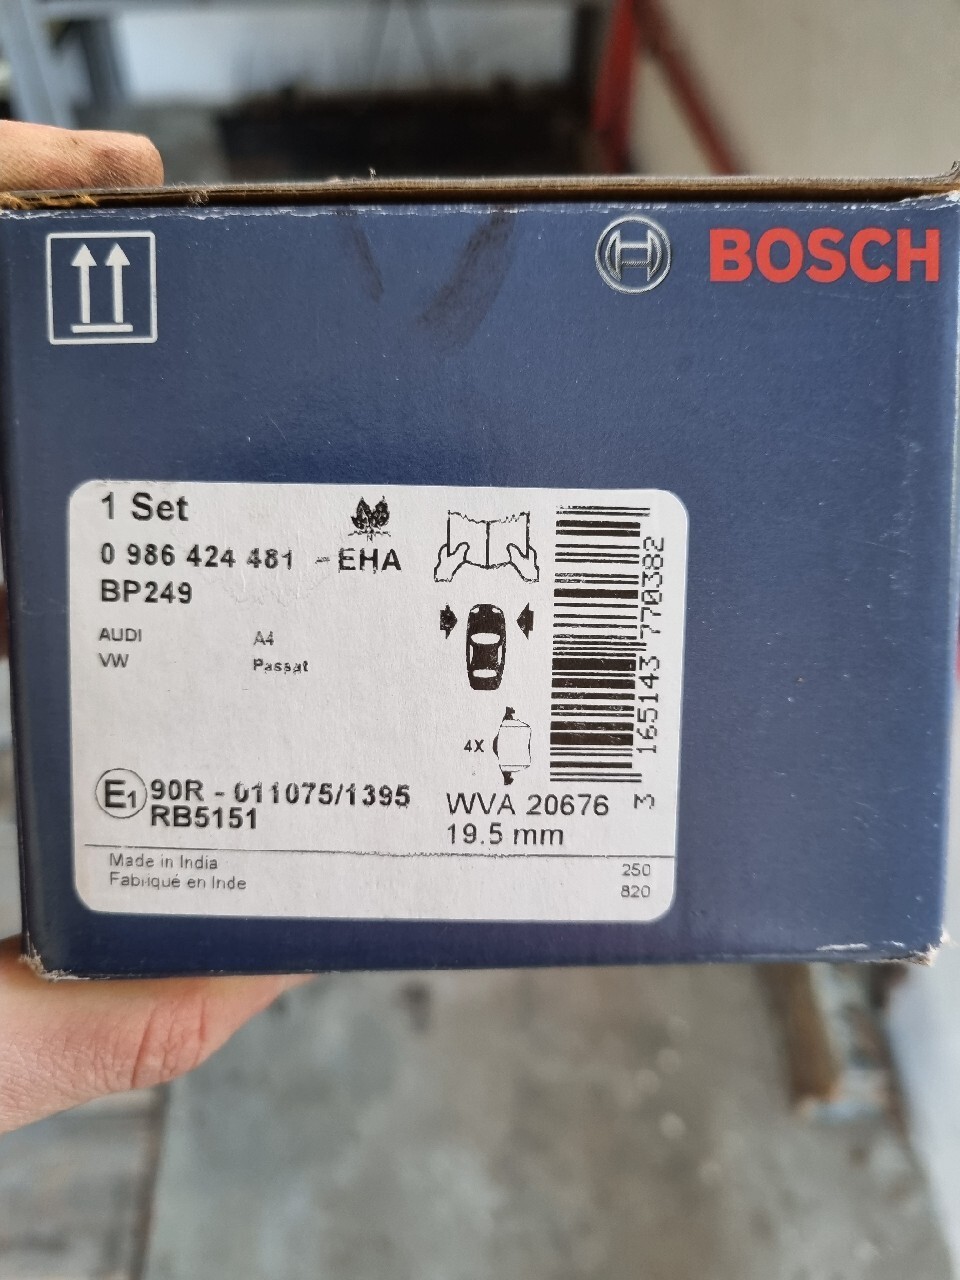 BOSCH
1 Set
0 986 424 481 - EHA
BP249
AUDI A4
VW Passat
4X
E1 90R - 011075/1395
RB5151
WVA 20676
19.5 mm
3 165143 770382
Made in India
Fabriqué en Inde
250
820